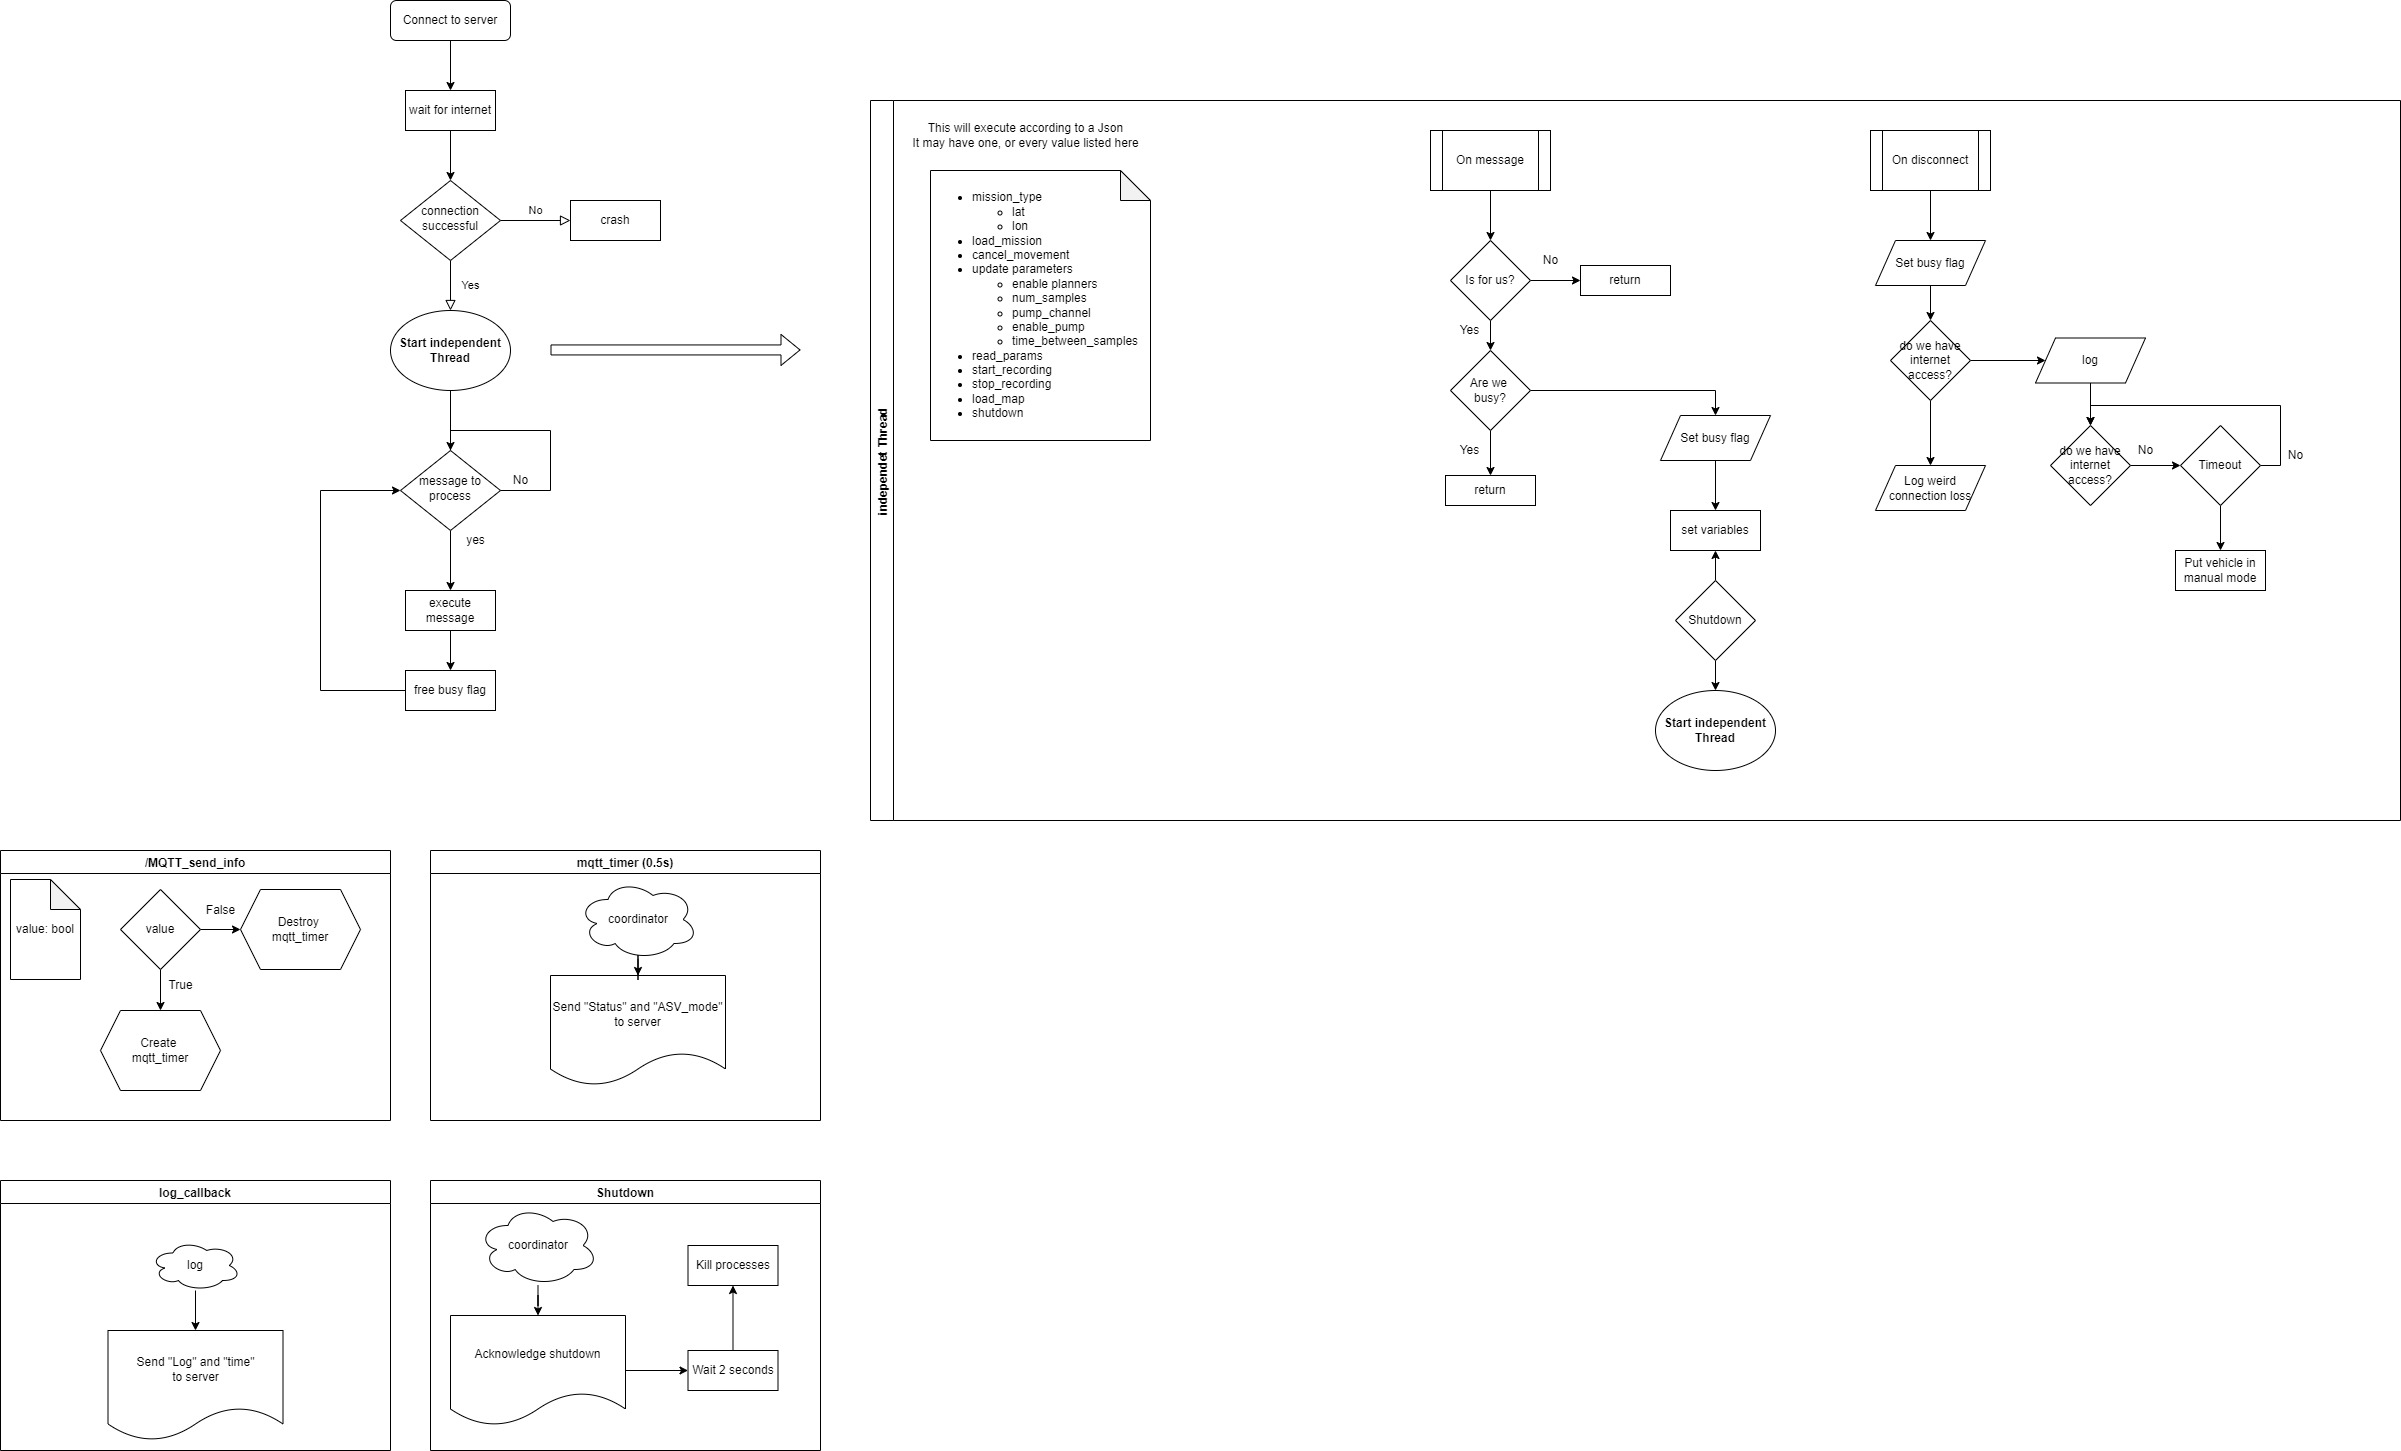 Connect to server
wait for internet
connection
successful
No
crash
Yes
Start independent
Thread
message to
process
No
yes
execute
message
free busy flag
independet Thread
This will execute according to a Json
It may have one, or every value listed here
mission_type
lat
lon
load_mission
cancel_movement
update parameters
enable planners
num_samples
pump_channel
enable_pump
time_between_samples
read_params
start_recording
stop_recording
load_map
shutdown
On message
Is for us?
No
return
Yes
Are we
busy?
Yes
return
Set busy flag
set variables
Shutdown
Start independent
Thread
On disconnect
Set busy flag
do we have
internet
access?
log
Log weird
connection loss
do we have
internet
access?
No
Timeout
No
Put vehicle in
manual mode
/MQTT_send_info
value: bool
value
False
Destroy
mqtt_timer
True
Create
mqtt_timer
mqtt_timer (0.5s)
coordinator
Send "Status" and "ASV_mode"
to server
log_callback
log
Send "Log" and "time"
to server
Shutdown
coordinator
Acknowledge shutdown
Wait 2 seconds
Kill processes